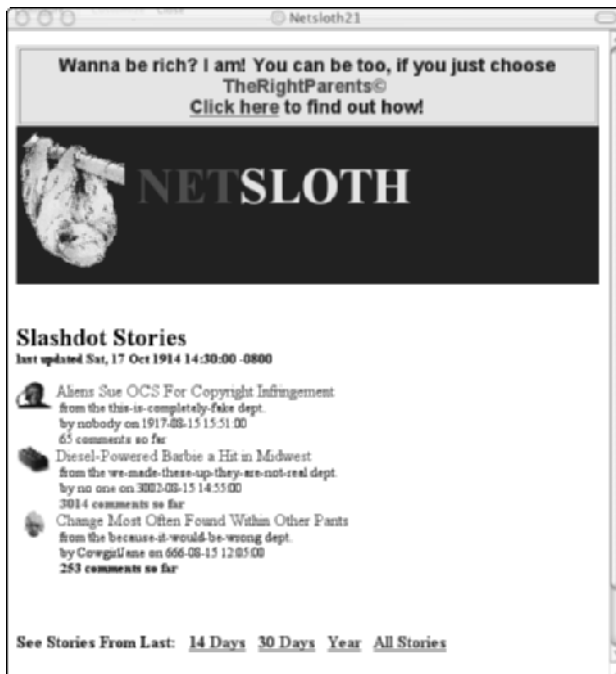 Netsloth21
Wanna be rich? I am! You can be too, if you just choose
TheRightParents©
Click here to find out how!
NETSLOTH
Slashdot Stories
last updated Sat, 17 Oct 1914 14:30:00 -0800
Aliens Sue OCS For Copyright Infringement
from the this-is-completely-fake dept.
by nobody on 1917-08-15 15:51:00
65 comments so far
Diesel-Powered Barbie a Hit in Midwest
from the we-made-these-up-they-are-not-real dept.
by no one on 3002-08-15 14:55:00
3014 comments so far
Change Most Often Found Within Other Pants
from the because-it-would-be-wrong dept.
by CowgirlJane on 666-08-15 12:05:00
253 comments so far
See Stories From Last: 14 Days 30 Days Year All Stories